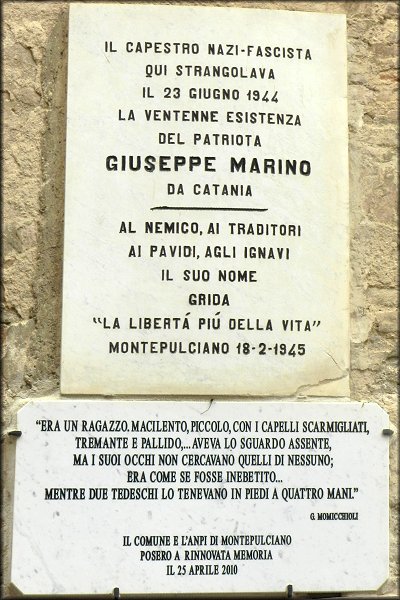 IL CAPESTRO NAZI-FASCISTA
QUI STRANGOLAVA
IL 23 GIUGNO 1944
LA VENTENNE ESISTENZA
DEL PATRIOTA
GIUSEPPE MARINO
DA CATANIA
AL NEMICO, AI TRADITORI
AI PAVIDI, AGLI IGNAVI
IL SUO NOME
GRIDA
"LA LIBERTÁ PIÚ DELLA VITA"
MONTEPULCIANO 18-2-1945
"ERA UN RAGAZZO. MACILENTO, PICCOLO, CON I CAPELLI SCARMIGLIATI,
TREMANTE E PALLIDO,... AVEVA LO SGUARDO ASSENTE,
MA I SUOI OCCHI NON CERCAVANO QUELLI DI NESSUNO;
ERA COME SE FOSSE INEBETITO...
MENTRE DUE TEDESCHI LO TENEVANO IN PIEDI A QUATTRO MANI."
G. MOMICCHIOLI
IL COMUNE E L'ANPI DI MONTEPULCIANO
POSERO A RINNOVATA MEMORIA
IL 25 APRILE 2010